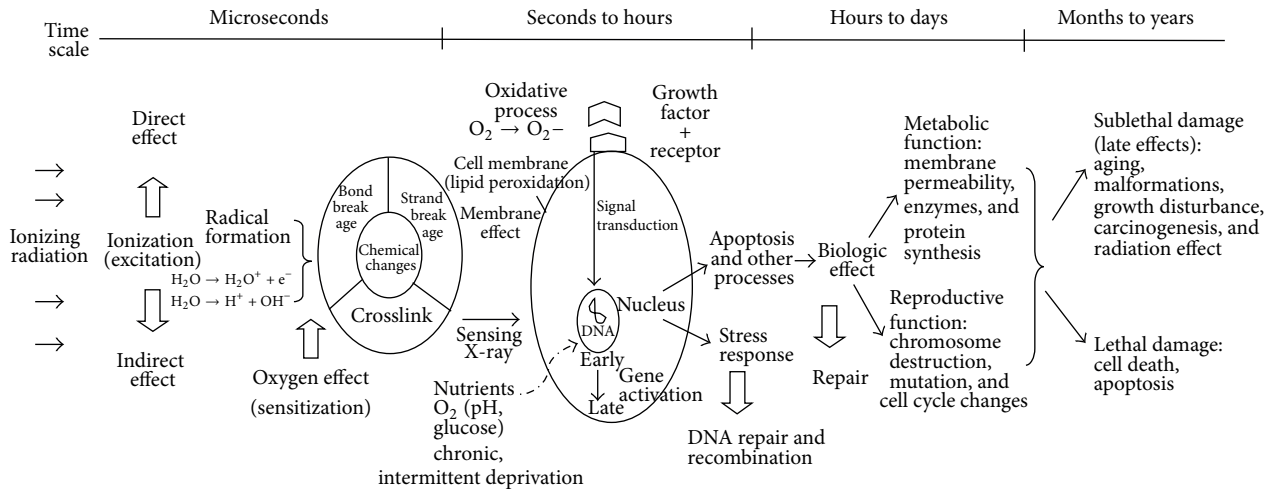 Time
scale
Microseconds
Seconds to hours
Hours to days
Months to years
Ionizing
radiation
Direct
effect
Ionization
(excitation)
Indirect
effect
Radical
formation
H₂O → H₂O⁺ + e⁻
H₂O → H⁺ + OH⁻
Oxygen effect
(sensitization)
Bond
break
age
Strand
break
age
Chemical
changes
Crosslink
Sensing
X-ray
Oxidative
process
O₂ → O₂−
Growth
factor
+
receptor
Cell membrane
(lipid peroxidation)
Membrane
effect
Signal
transduction
Nucleus
DNA
Early
Gene
activation
Late
Nutrients
O₂ (pH,
glucose)
chronic,
intermittent deprivation
Apoptosis
and other
processes
Stress
response
DNA repair and
recombination
Biologic
effect
Repair
Metabolic
function:
membrane
permeability,
enzymes, and
protein
synthesis
Reproductive
function:
chromosome
destruction,
mutation, and
cell cycle changes
Sublethal damage
(late effects):
aging,
malformations,
growth disturbance,
carcinogenesis, and
radiation effect
Lethal damage:
cell death,
apoptosis